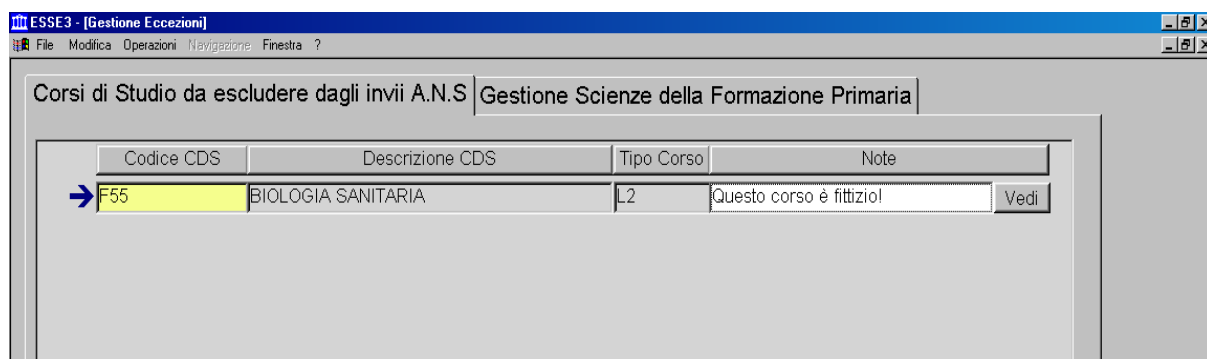 ESSE3 - [Gestione Eccezioni]
File Modifica Operazioni Navigazione Finestra ?
Corsi di Studio da escludere dagli invii A.N.S Gestione Scienze della Formazione Primaria
Codice CDS Descrizione CDS Tipo Corso Note
F55 BIOLOGIA SANITARIA L2 Questo corso è fittizio! Vedi